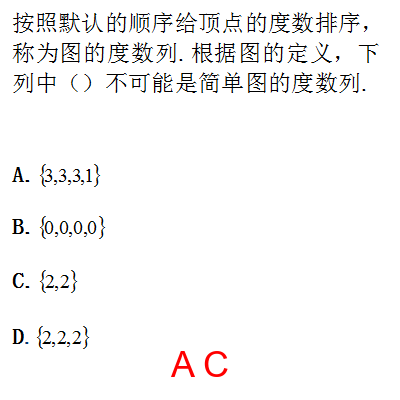 按照默认的顺序给顶点的度数排序，
称为图的度数列. 根据图的定义，下
列中（）不可能是简单图的度数列.
A. {3,3,3,1}
B. {0,0,0,0}
C. {2,2}
D. {2,2,2}
A C